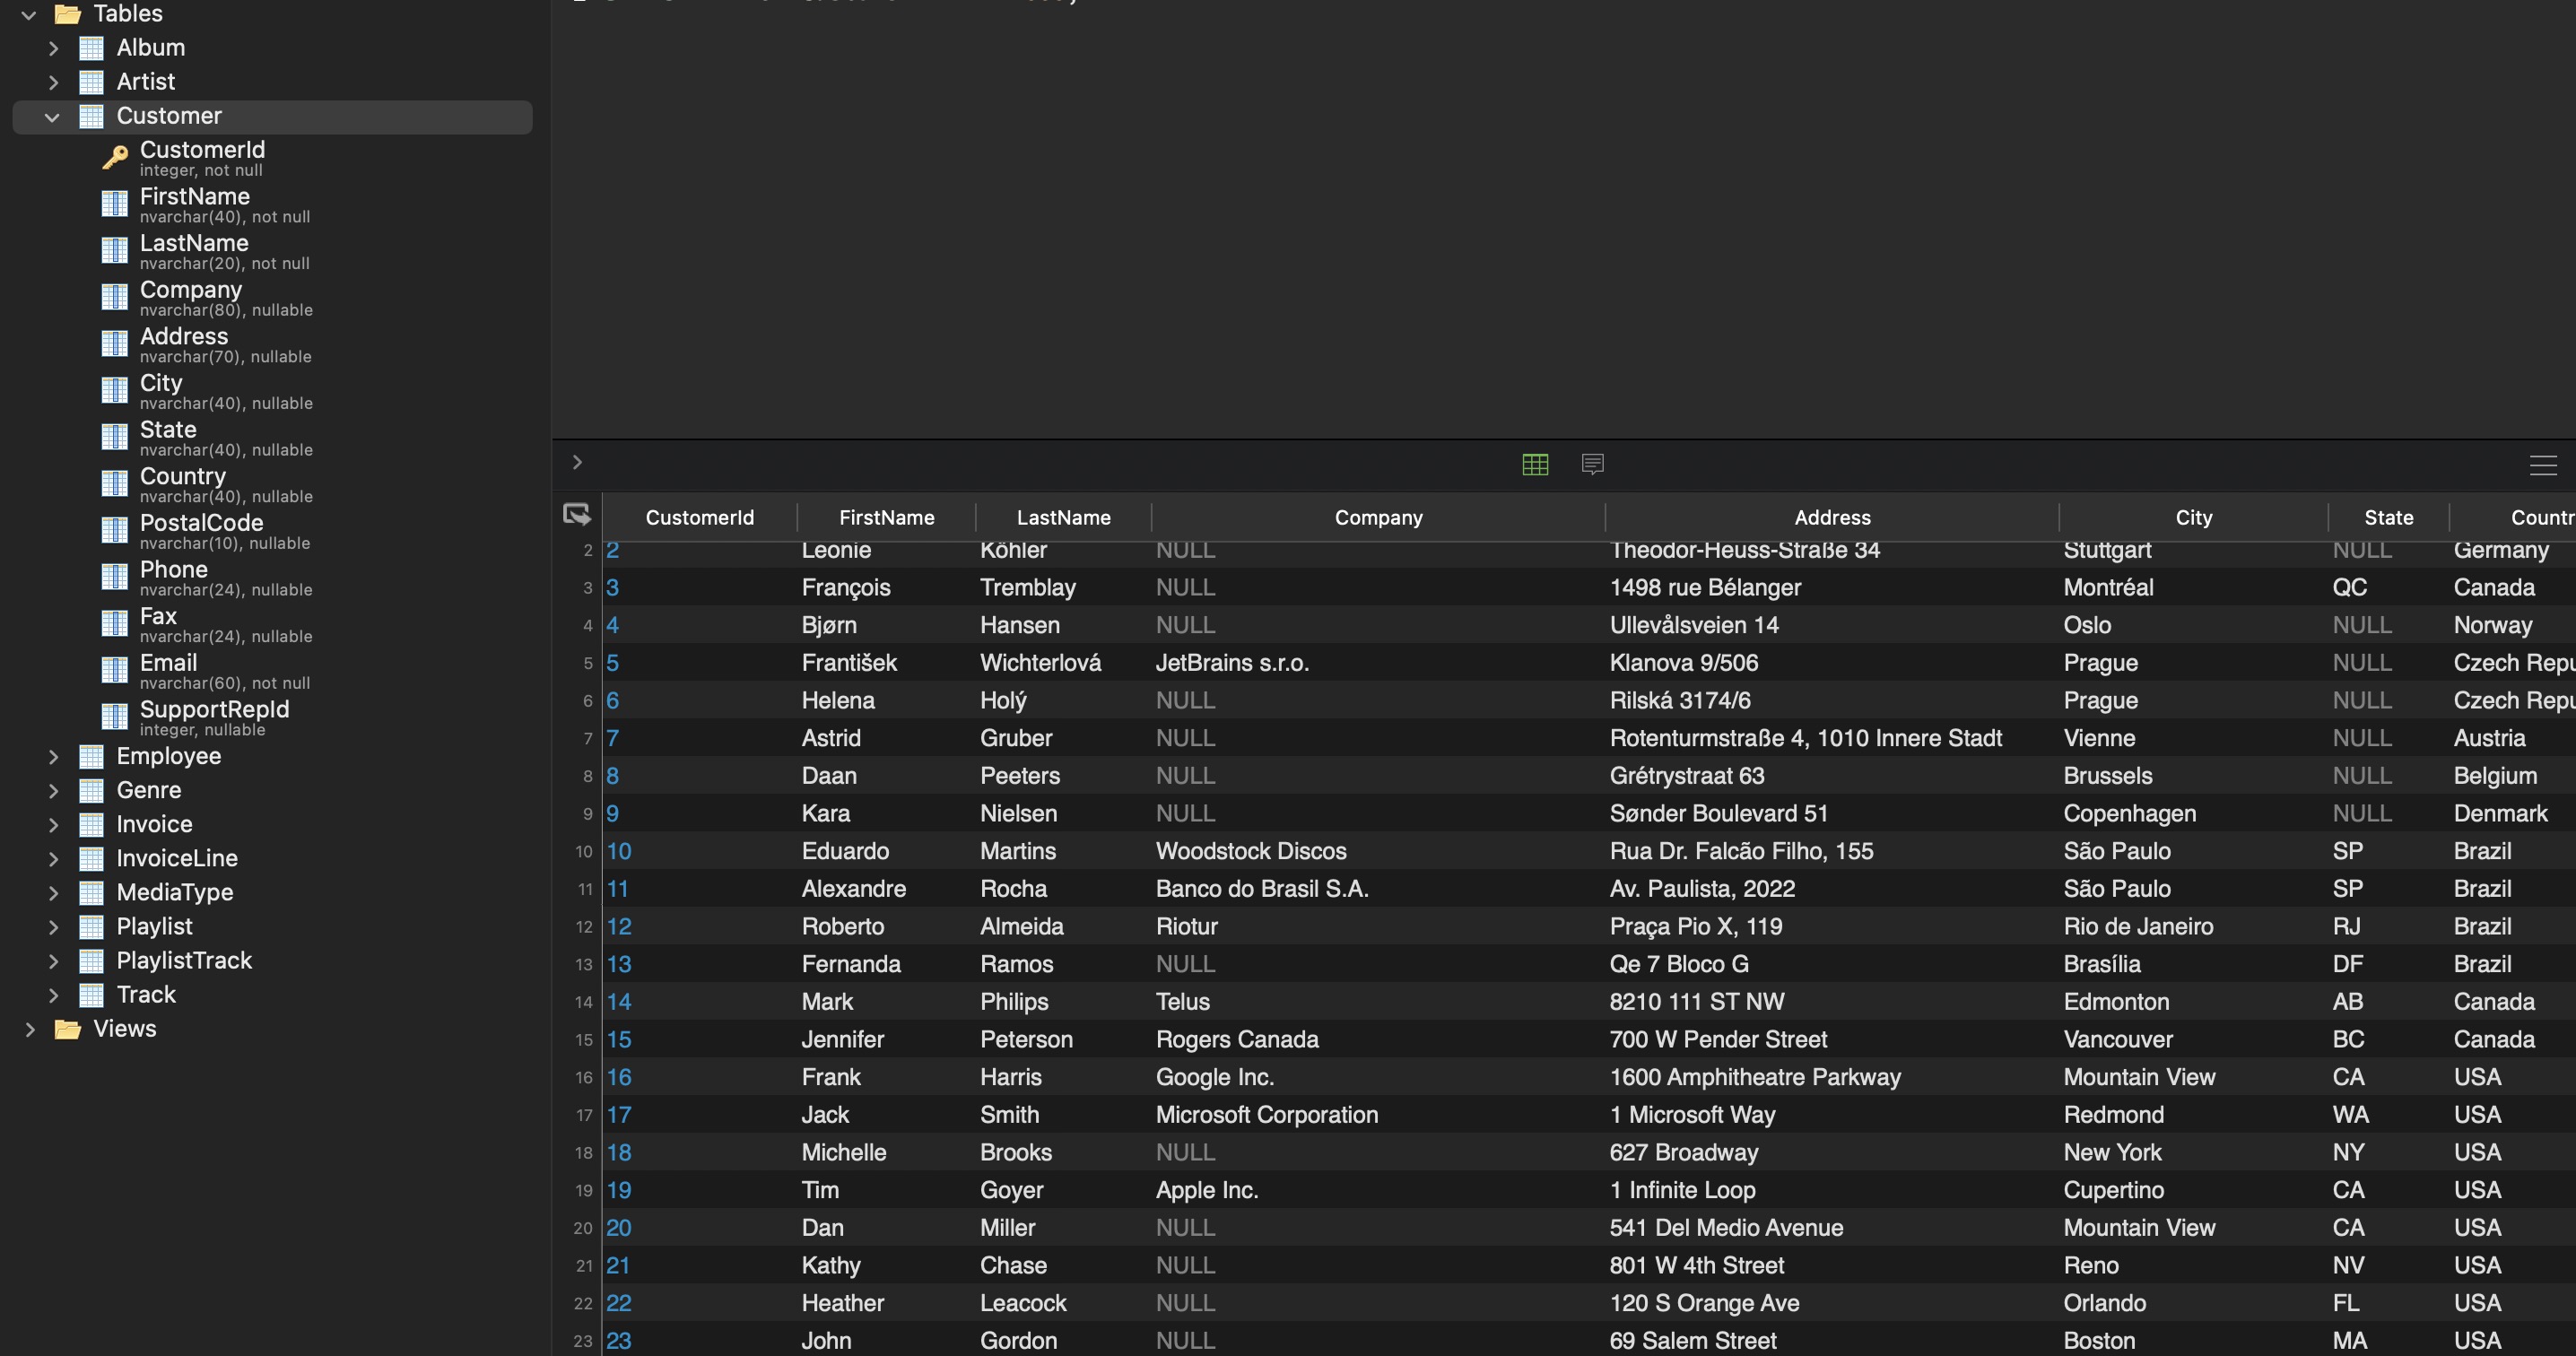 Tables
Album
Artist
Customer
CustomerId
integer, not null
FirstName
nvarchar(40), not null
LastName
nvarchar(20), not null
Company
nvarchar(80), nullable
Address
nvarchar(70), nullable
City
nvarchar(40), nullable
State
nvarchar(40), nullable
Country
nvarchar(40), nullable
PostalCode
nvarchar(10), nullable
Phone
nvarchar(24), nullable
Fax
nvarchar(24), nullable
Email
nvarchar(60), not null
SupportRepId
integer, nullable
Employee
Genre
Invoice
InvoiceLine
MediaType
Playlist
PlaylistTrack
Track
Views
CustomerId FirstName LastName Company Address City State Countr
2 2 Leonie Köhler NULL Theodor-Heuss-Straße 34 Stuttgart NULL Germany
3 3 François Tremblay NULL 1498 rue Bélanger Montréal QC Canada
4 4 Bjørn Hansen NULL Ullevålsveien 14 Oslo NULL Norway
5 5 František Wichterlová JetBrains s.r.o. Klanova 9/506 Prague NULL Czech Repu
6 6 Helena Holý NULL Rilská 3174/6 Prague NULL Czech Repu
7 7 Astrid Gruber NULL Rotenturmstraße 4, 1010 Innere Stadt Vienne NULL Austria
8 8 Daan Peeters NULL Grétrystraat 63 Brussels NULL Belgium
9 9 Kara Nielsen NULL Sønder Boulevard 51 Copenhagen NULL Denmark
10 10 Eduardo Martins Woodstock Discos Rua Dr. Falcão Filho, 155 São Paulo SP Brazil
11 11 Alexandre Rocha Banco do Brasil S.A. Av. Paulista, 2022 São Paulo SP Brazil
12 12 Roberto Almeida Riotur Praça Pio X, 119 Rio de Janeiro RJ Brazil
13 13 Fernanda Ramos NULL Qe 7 Bloco G Brasília DF Brazil
14 14 Mark Philips Telus 8210 111 ST NW Edmonton AB Canada
15 15 Jennifer Peterson Rogers Canada 700 W Pender Street Vancouver BC Canada
16 16 Frank Harris Google Inc. 1600 Amphitheatre Parkway Mountain View CA USA
17 17 Jack Smith Microsoft Corporation 1 Microsoft Way Redmond WA USA
18 18 Michelle Brooks NULL 627 Broadway New York NY USA
19 19 Tim Goyer Apple Inc. 1 Infinite Loop Cupertino CA USA
20 20 Dan Miller NULL 541 Del Medio Avenue Mountain View CA USA
21 21 Kathy Chase NULL 801 W 4th Street Reno NV USA
22 22 Heather Leacock NULL 120 S Orange Ave Orlando FL USA
23 23 John Gordon NULL 69 Salem Street Boston MA USA